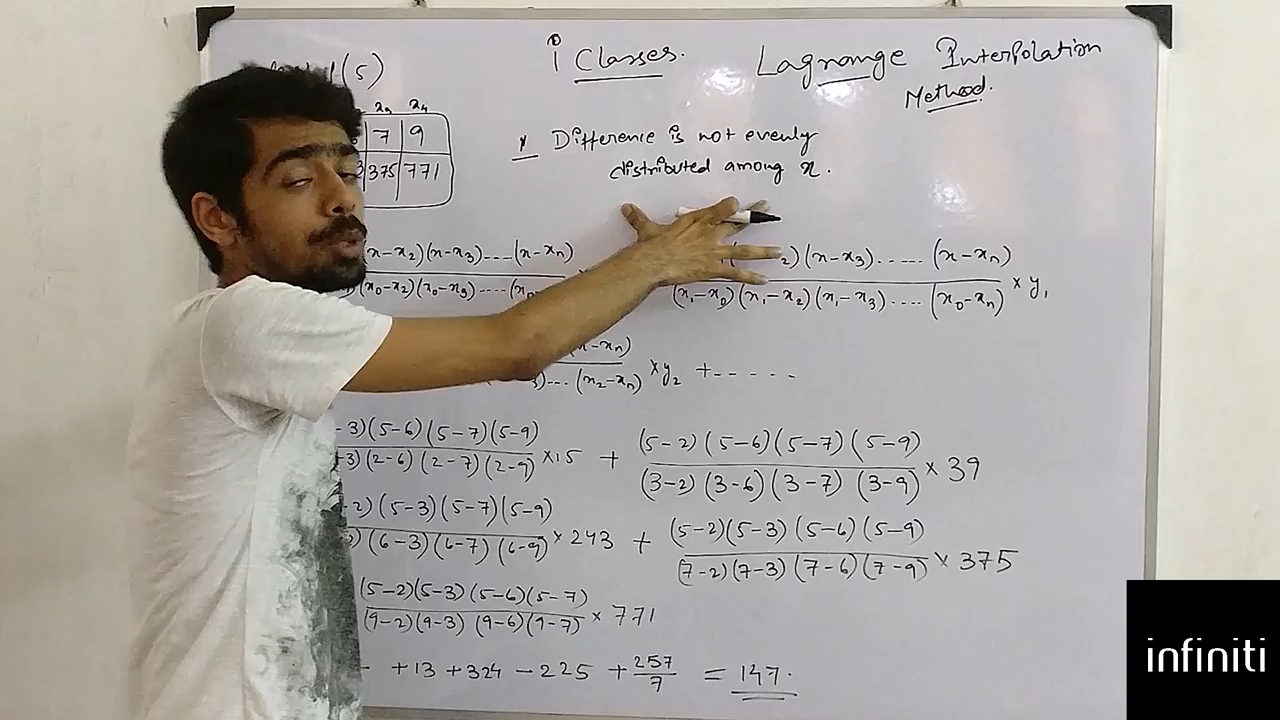 i Classes. Lagrange Interpolation
Method.
f(5)
x₃ x₄
7 9
3 375 771
* Difference is not evenly
distributed among x.
(x-x₂)(x-x₃)....(x-xₙ) 2)(x-x₃)......(x-xₙ)
(x₀-x₂)(x₀-x₃)....(x₀ (x₁-x₀)(x₁-x₂)(x₁-x₃)....(x₀-xₙ) × y₁
(x-xₙ)
)...(x₂-xₙ) × y₂ +-----
-3)(5-6)(5-7)(5-9) (5-2)(5-6)(5-7)(5-9)
-3)(2-6)(2-7)(2-9) ×15 + (3-2)(3-6)(3-7)(3-9) × 39
-2)(5-3)(5-7)(5-9) (5-2)(5-3)(5-6)(5-9)
(6-3)(6-7)(6-9) × 243 + (7-2)(7-3)(7-6)(7-9) × 375
(5-2)(5-3)(5-6)(5-7)
(9-2)(9-3)(9-6)(9-7) × 771
+13 +324 -225 + 257/7 = 147.
infiniti